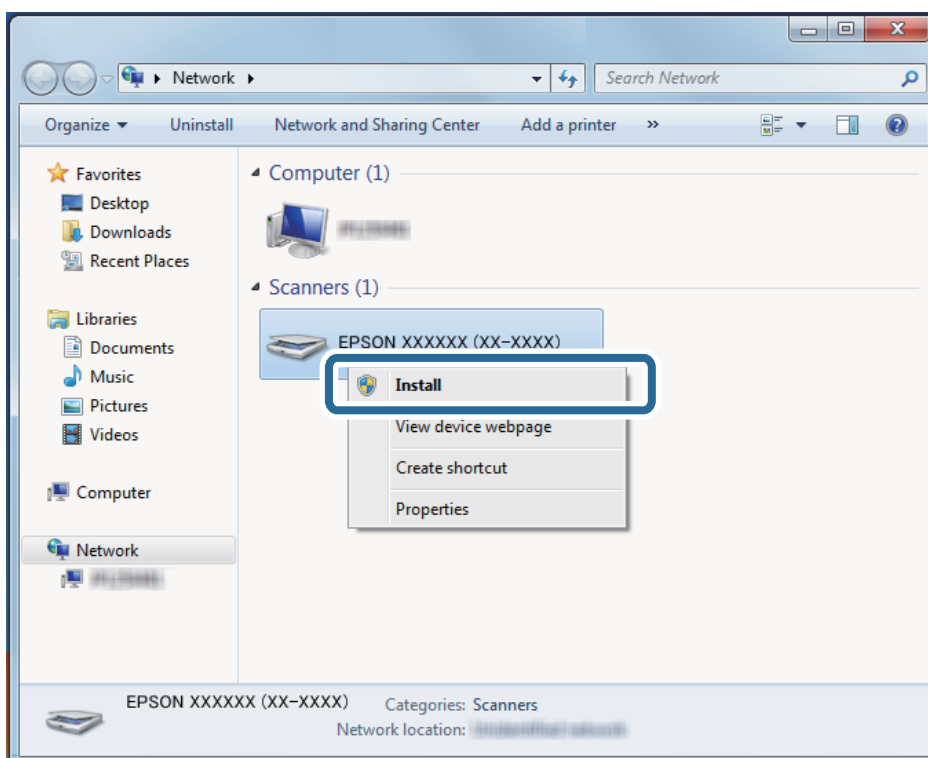 Network
Search Network
Organize Uninstall Network and Sharing Center Add a printer »
Favorites
Desktop
Downloads
Recent Places
Libraries
Documents
Music
Pictures
Videos
Computer
Network
Computer (1)
Scanners (1)
EPSON XXXXXX (XX-XXXX)
Install
View device webpage
Create shortcut
Properties
EPSON XXXXXX (XX-XXXX) Categories: Scanners
Network location: